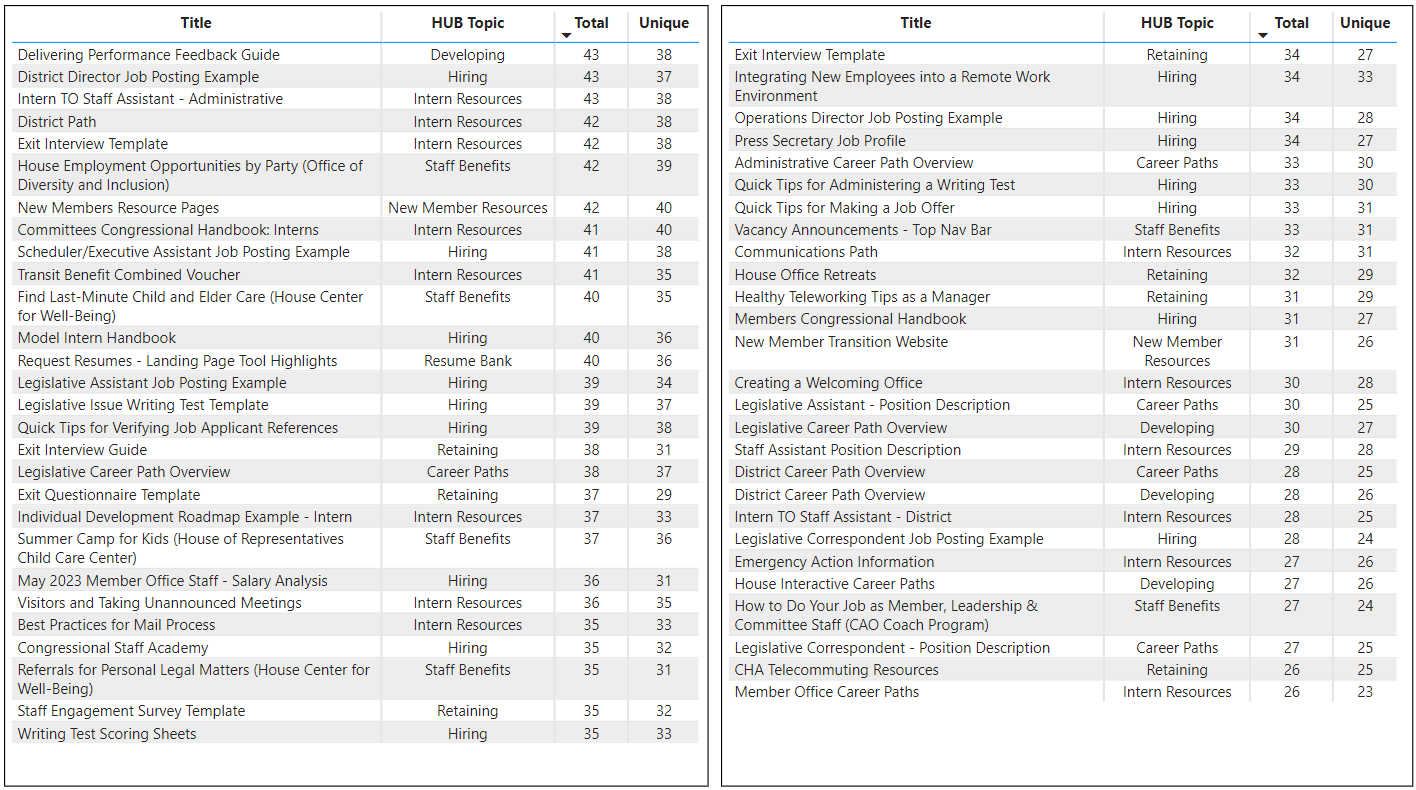 Title HUB Topic Total Unique
Delivering Performance Feedback Guide Developing 43 38
District Director Job Posting Example Hiring 43 37
Intern TO Staff Assistant - Administrative Intern Resources 43 38
District Path Intern Resources 42 38
Exit Interview Template Intern Resources 42 38
House Employment Opportunities by Party (Office of Staff Benefits 42 39
Diversity and Inclusion)
New Members Resource Pages New Member Resources 42 40
Committees Congressional Handbook: Interns Intern Resources 41 40
Scheduler/Executive Assistant Job Posting Example Hiring 41 38
Transit Benefit Combined Voucher Intern Resources 41 35
Find Last-Minute Child and Elder Care (House Center Staff Benefits 40 35
for Well-Being)
Model Intern Handbook Hiring 40 36
Request Resumes - Landing Page Tool Highlights Resume Bank 40 36
Legislative Assistant Job Posting Example Hiring 39 34
Legislative Issue Writing Test Template Hiring 39 37
Quick Tips for Verifying Job Applicant References Hiring 39 38
Exit Interview Guide Retaining 38 31
Legislative Career Path Overview Career Paths 38 37
Exit Questionnaire Template Retaining 37 29
Individual Development Roadmap Example - Intern Intern Resources 37 33
Summer Camp for Kids (House of Representatives Staff Benefits 37 36
Child Care Center)
May 2023 Member Office Staff - Salary Analysis Hiring 36 31
Visitors and Taking Unannounced Meetings Intern Resources 36 35
Best Practices for Mail Process Intern Resources 35 33
Congressional Staff Academy Hiring 35 32
Referrals for Personal Legal Matters (House Center for Staff Benefits 35 31
Well-Being)
Staff Engagement Survey Template Retaining 35 32
Writing Test Scoring Sheets Hiring 35 33
Title HUB Topic Total Unique
Exit Interview Template Retaining 34 27
Integrating New Employees into a Remote Work Hiring 34 33
Environment
Operations Director Job Posting Example Hiring 34 28
Press Secretary Job Profile Hiring 34 27
Administrative Career Path Overview Career Paths 33 30
Quick Tips for Administering a Writing Test Hiring 33 30
Quick Tips for Making a Job Offer Hiring 33 31
Vacancy Announcements - Top Nav Bar Staff Benefits 33 31
Communications Path Intern Resources 32 31
House Office Retreats Retaining 32 29
Healthy Teleworking Tips as a Manager Retaining 31 29
Members Congressional Handbook Hiring 31 27
New Member Transition Website New Member 31 26
Resources
Creating a Welcoming Office Intern Resources 30 28
Legislative Assistant - Position Description Career Paths 30 25
Legislative Career Path Overview Developing 30 27
Staff Assistant Position Description Intern Resources 29 28
District Career Path Overview Career Paths 28 25
District Career Path Overview Developing 28 26
Intern TO Staff Assistant - District Intern Resources 28 25
Legislative Correspondent Job Posting Example Hiring 28 24
Emergency Action Information Intern Resources 27 26
House Interactive Career Paths Developing 27 26
How to Do Your Job as Member, Leadership & Staff Benefits 27 24
Committee Staff (CAO Coach Program)
Legislative Correspondent - Position Description Career Paths 27 25
CHA Telecommuting Resources Retaining 26 25
Member Office Career Paths Intern Resources 26 23